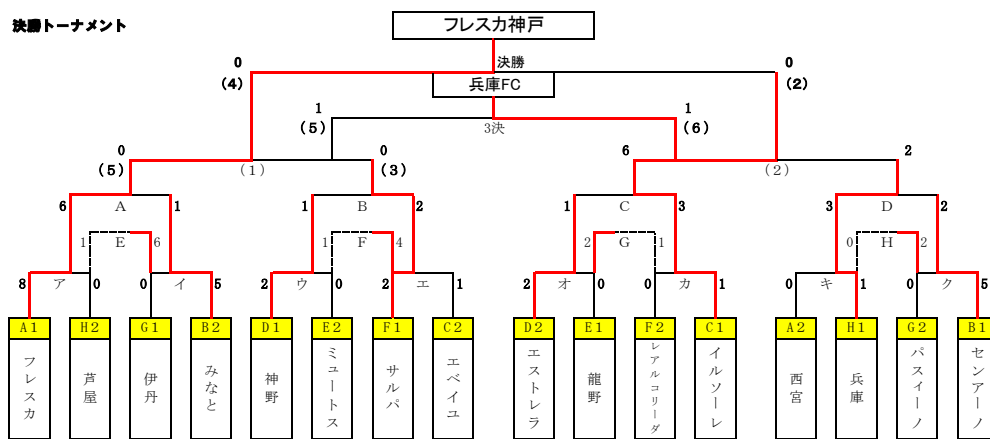 決勝トーナメント
フレスカ神戸
0 決勝 0
(4) 兵庫FC (2)
1 1
(5) 3決 (6)
0 0 6 2
(5) (1) (3) (2)
6 A 1 1 B 2 1 C 3 3 D 2
1 E 6 1 F 4 2 G 1 0 H 2
8 ア 0 0 イ 5 2 ウ 0 2 エ 1 2 オ 0 0 カ 1 0 キ 1 0 ク 5
A1 H2 G1 B2 D1 E2 F1 C2 D2 E1 F2 C1 A2 H1 G2 B1
フレスカ
芦屋
伊丹
みなと
神野
ミュートス
サルパ
エベイユ
エストレラ
龍野
レアルコリーダ
イルソーレ
西宮
兵庫
パスイーノ
センアーノ